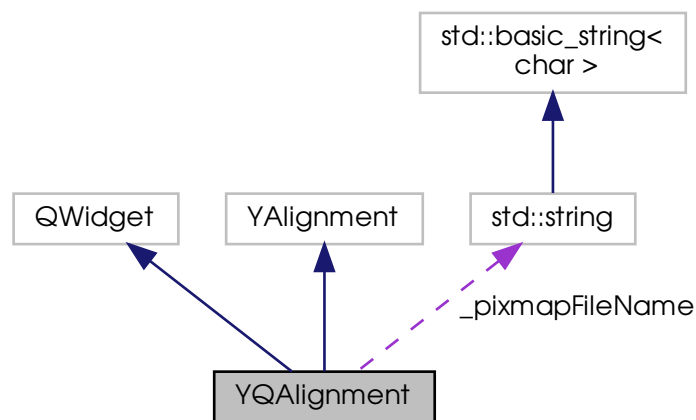 std::basic_string<
char >
QWidget
YAlignment
std::string
_pixmapFileName
YQAlignment